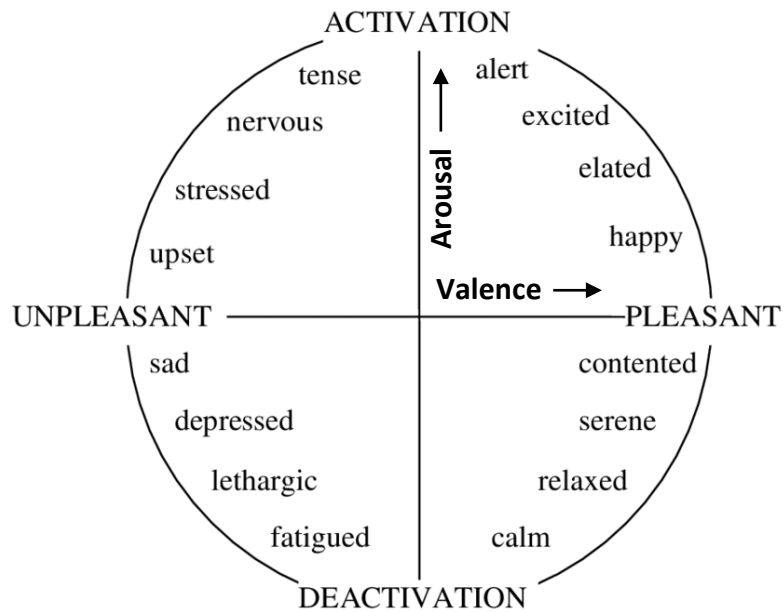 ACTIVATION
tense
alert
nervous
excited
stressed
Arousal
elated
upset
happy
Valence
UNPLEASANT
PLEASANT
sad
contented
depressed
serene
lethargic
relaxed
fatigued
calm
DEACTIVATION